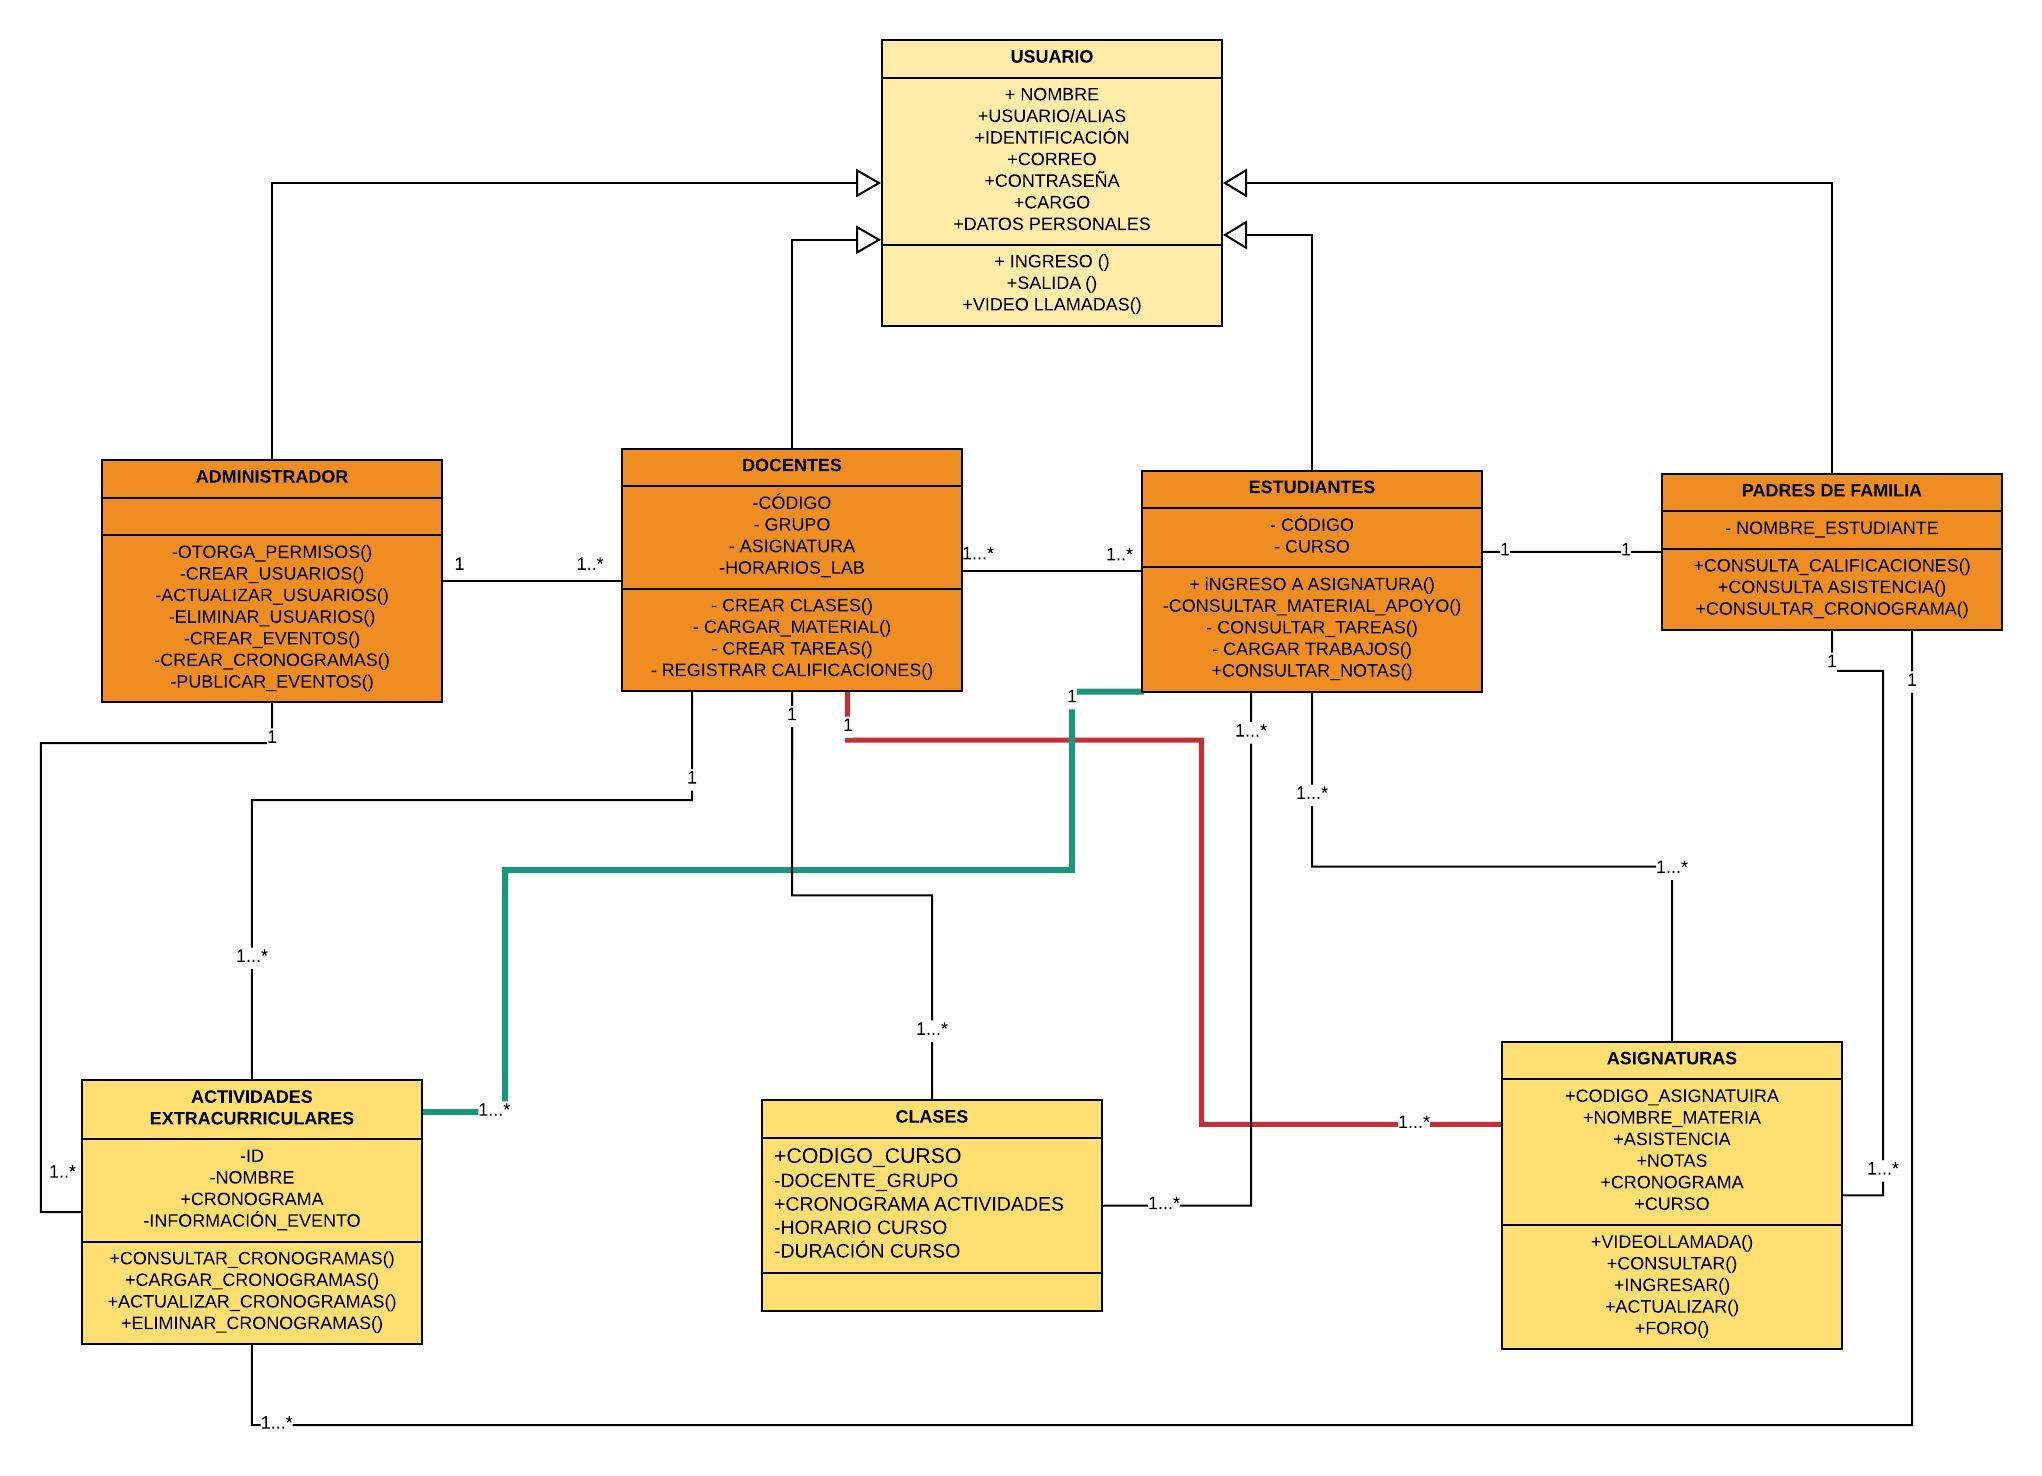 USUARIO
+ NOMBRE
+USUARIO/ALIAS
+IDENTIFICACIÓN
+CORREO
+CONTRASEÑA
+CARGO
+DATOS PERSONALES
+ INGRESO ()
+SALIDA ()
+VIDEO LLAMADAS()
ADMINISTRADOR
-OTORGA_PERMISOS()
-CREAR_USUARIOS()
-ACTUALIZAR_USUARIOS()
-ELIMINAR_USUARIOS()
-CREAR_EVENTOS()
-CREAR_CRONOGRAMAS()
-PUBLICAR_EVENTOS()
1
1..*
DOCENTES
-CÓDIGO
- GRUPO
- ASIGNATURA
-HORARIOS_LAB
- CREAR CLASES()
- CARGAR_MATERIAL()
- CREAR TAREAS()
- REGISTRAR CALIFICACIONES()
1...*
1..*
ESTUDIANTES
- CÓDIGO
- CURSO
+ iNGRESO A ASIGNATURA()
-CONSULTAR_MATERIAL_APOYO()
- CONSULTAR_TAREAS()
- CARGAR TRABAJOS()
+CONSULTAR_NOTAS()
1
1
PADRES DE FAMILIA
- NOMBRE_ESTUDIANTE
+CONSULTA_CALIFICACIONES()
+CONSULTA ASISTENCIA()
+CONSULTAR_CRONOGRAMA()
1
1
1
1
1
1
1...*
1
1
1...*
1...*
1...*
1...*
1...*
1...*
1...*
1...*
1..*
1...*
ACTIVIDADES
EXTRACURRICULARES
-ID
-NOMBRE
+CRONOGRAMA
-INFORMACIÓN_EVENTO
+CONSULTAR_CRONOGRAMAS()
+CARGAR_CRONOGRAMAS()
+ACTUALIZAR_CRONOGRAMAS()
+ELIMINAR_CRONOGRAMAS()
CLASES
+CODIGO_CURSO
-DOCENTE_GRUPO
+CRONOGRAMA ACTIVIDADES
-HORARIO CURSO
-DURACIÓN CURSO
ASIGNATURAS
+CODIGO_ASIGNATUIRA
+NOMBRE_MATERIA
+ASISTENCIA
+NOTAS
+CRONOGRAMA
+CURSO
+VIDEOLLAMADA()
+CONSULTAR()
+INGRESAR()
+ACTUALIZAR()
+FORO()
1...*